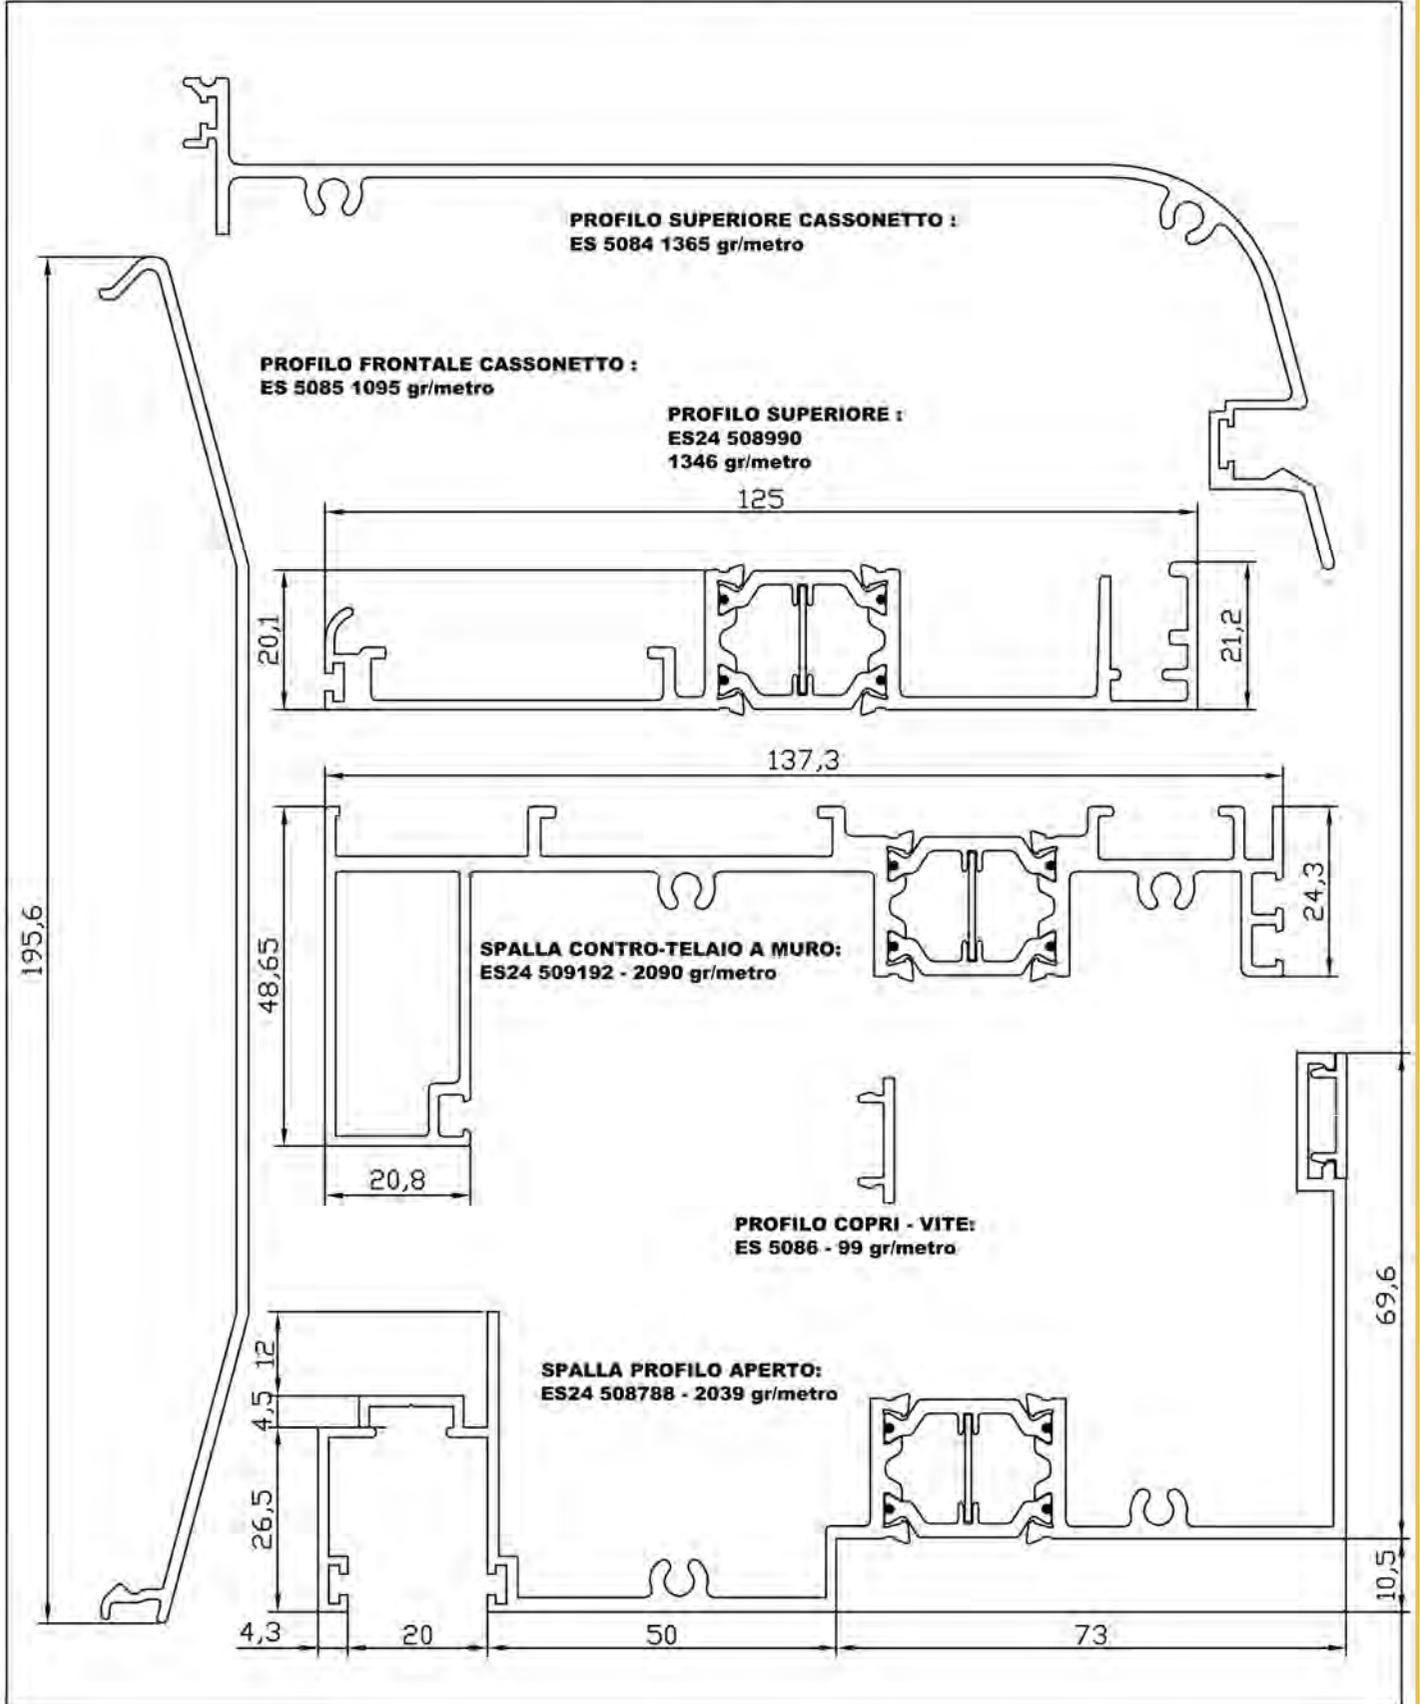 PROFILO SUPERIORE CASSONETTO :
ES 5084 1365 gr/metro
PROFILO FRONTALE CASSONETTO :
ES 5085 1095 gr/metro
PROFILO SUPERIORE :
ES24 508990
1346 gr/metro
125
20,1
21,2
137,3
195,6
48,65
24,3
SPALLA CONTRO-TELAIO A MURO:
ES24 509192 - 2090 gr/metro
20,8
PROFILO COPRI - VITE:
ES 5086 - 99 gr/metro
69,6
12
SPALLA PROFILO APERTO:
ES24 508788 - 2039 gr/metro
4,5
26,5
10,5
4,3
20
50
73